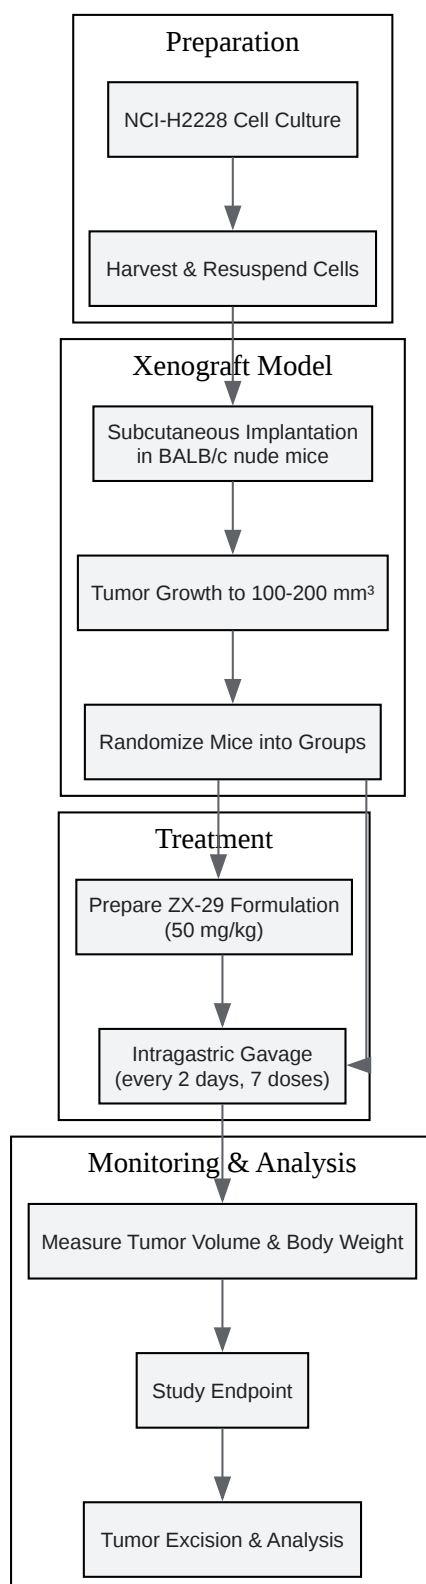 Preparation
NCI-H2228 Cell Culture
Harvest & Resuspend Cells
Xenograft Model
Subcutaneous Implantation
in BALB/c nude mice
Tumor Growth to 100-200 mm³
Randomize Mice into Groups
Treatment
Prepare ZX-29 Formulation
(50 mg/kg)
Intragastric Gavage
(every 2 days, 7 doses)
Monitoring & Analysis
Measure Tumor Volume & Body Weight
Study Endpoint
Tumor Excision & Analysis